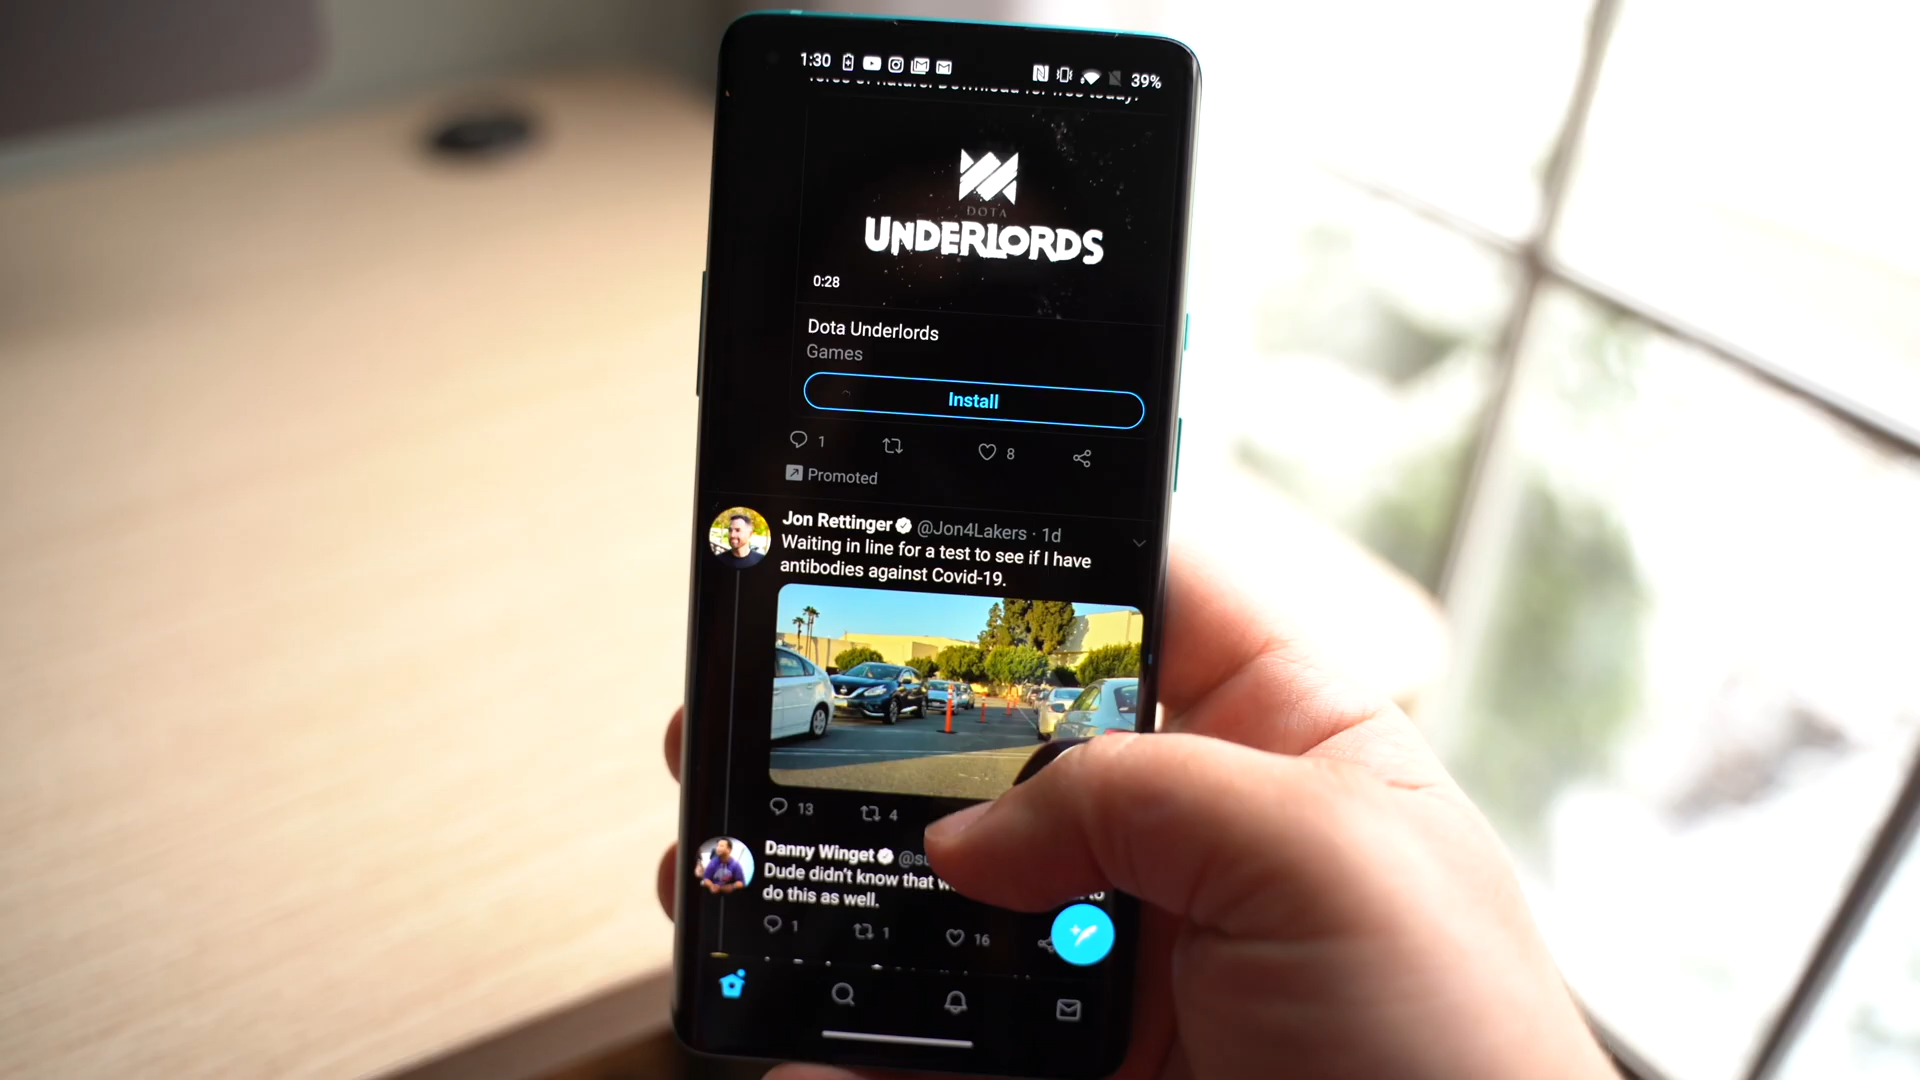 1:30
39%
DOTA
UNDERLORDS
0:28
Dota Underlords
Games
Install
1
8
Promoted
Jon Rettinger @Jon4Lakers · 1d
Waiting in line for a test to see if I have
antibodies against Covid-19.
13
4
Danny Winget
Dude didn't know that
do this as well.
1
1
16